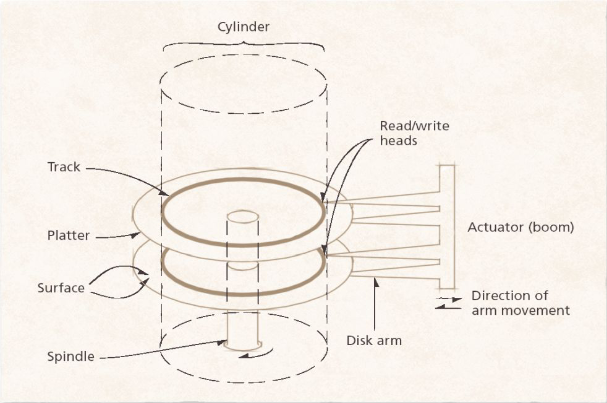 Cylinder
Read/write
heads
Track
Actuator (boom)
Platter
Surface
Direction of
arm movement
Disk arm
Spindle